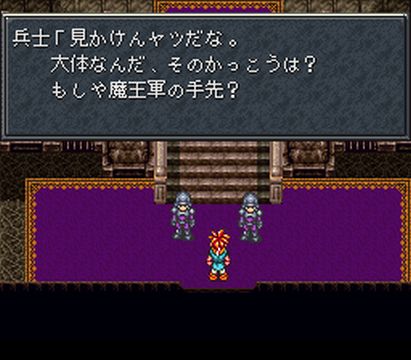 兵士「見かけんヤツだな。
大体なんだ、そのかっこうは？
もしや魔王軍の手先？